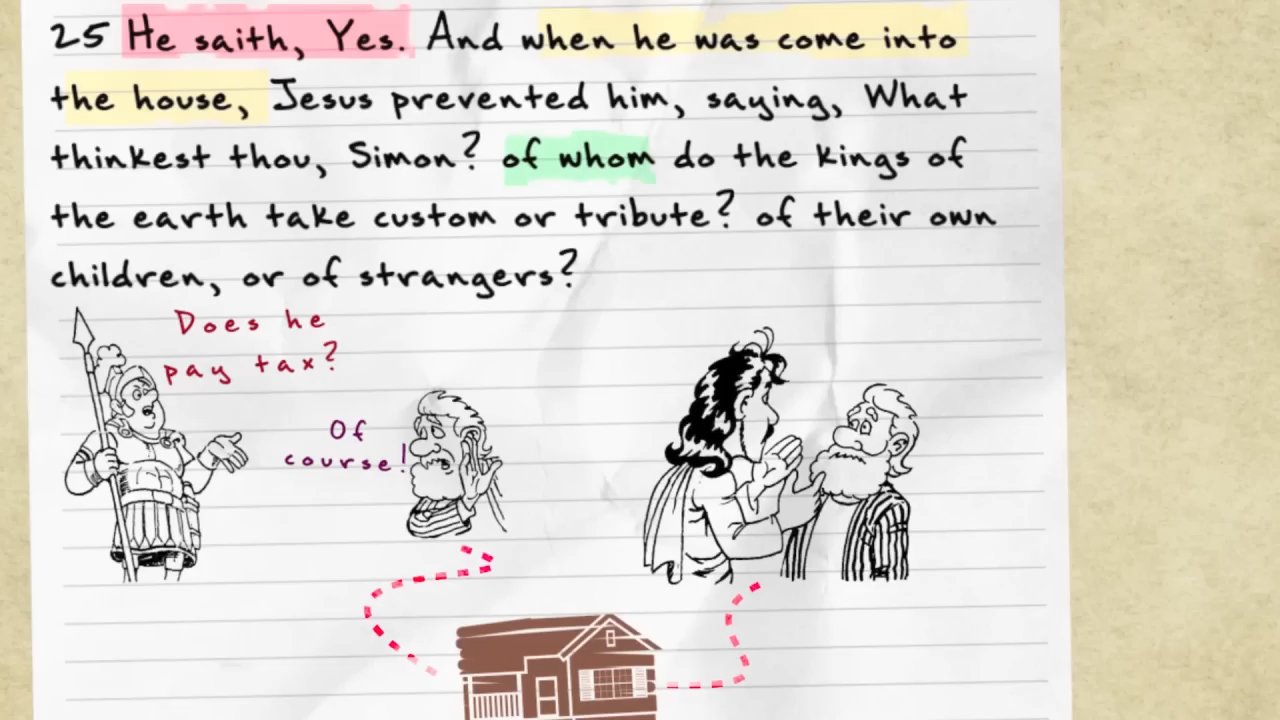 25 He saith, Yes. And when he was come into
the house, Jesus prevented him, saying, What
thinkest thou, Simon? of whom do the kings of
the earth take custom or tribute? of their own
children, or of strangers?
Does he
pay tax?
Of
course!